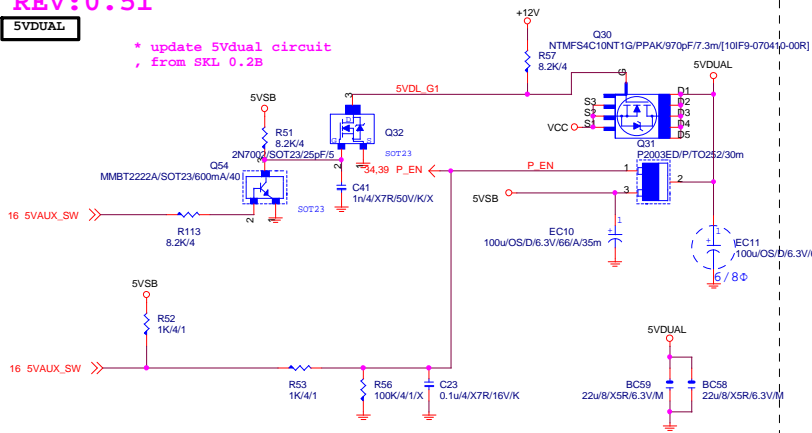 REV:0.51
5VDUAL
* update 5Vdual circuit
, from SKL 0.2B
+12V
Q30
NTMFS4C10NT1G/PPAK/970pF/7.3m/[10IF9-070410-00R]
R57
8.2K/4
5VDUAL
5VDL_G1
G
D1
D2
D3
D4
D5
S3
S2
S1
VCC
5VSB
R51
8.2K/4
3
D
G
S
Q32
2N7002/SOT23/25pF/5
SOT23
2
1
Q31
P2003ED/P/TO252/30m
Q54
MMBT2222A/SOT23/600mA/40
34,39 P_EN
P_EN
1
2
3
SOT23
C41
1n/4/X7R/50V/K/X
5VSB
16 5VAUX_SW
R113
8.2K/4
2
1
EC10
100u/OS/D/6.3V/66/A/35m
1
+
1
+
EC11
100u/OS/D/6.3V/
6/8Φ
5VSB
R52
1K/4/1
5VDUAL
16 5VAUX_SW
R53
1K/4/1
R56
100K/4/1/X
C23
0.1u/4/X7R/16V/K
BC59
22u/8/X5R/6.3V/M
BC58
22u/8/X5R/6.3V/M